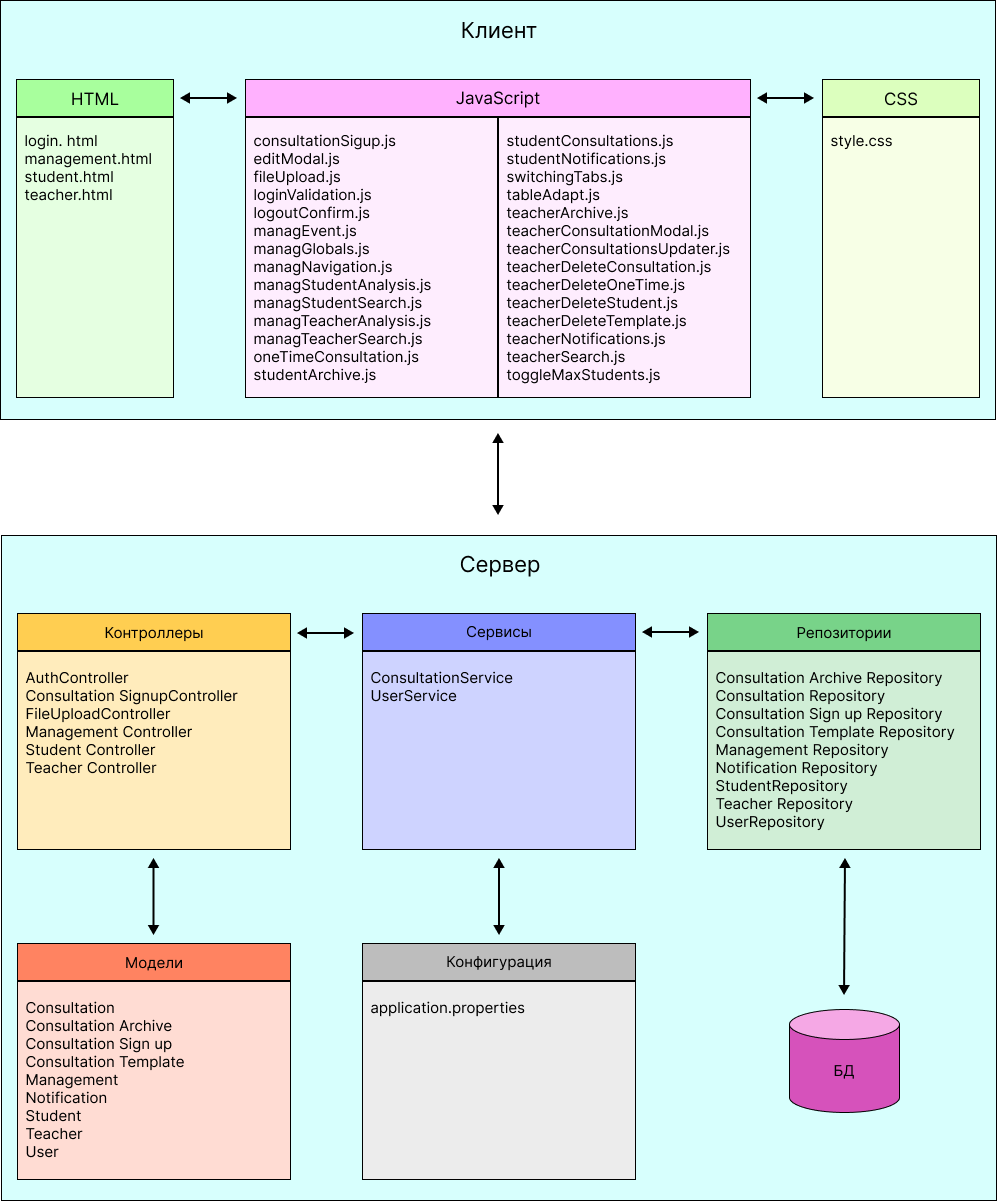 Клиент
HTML
login. html
management.html
student.html
teacher.html
JavaScript
consultationSigup.js
editModal.js
fileUpload.js
loginValidation.js
logoutConfirm.js
managEvent.js
managGlobals.js
managNavigation.js
managStudentAnalysis.js
managStudentSearch.js
managTeacherAnalysis.js
managTeacherSearch.js
oneTimeConsultation.js
studentArchive.js
studentConsultations.js
studentNotifications.js
switchingTabs.js
tableAdapt.js
teacherArchive.js
teacherConsultationModal.js
teacherConsultationsUpdater.js
teacherDeleteConsultation.js
teacherDeleteOneTime.js
teacherDeleteStudent.js
teacherDeleteTemplate.js
teacherNotifications.js
teacherSearch.js
toggleMaxStudents.js
CSS
style.css
Сервер
Контроллеры
AuthController
Consultation SignupController
FileUploadController
Management Controller
Student Controller
Teacher Controller
Сервисы
ConsultationService
UserService
Репозитории
Consultation Archive Repository
Consultation Repository
Consultation Sign up Repository
Consultation Template Repository
Management Repository
Notification Repository
StudentRepository
Teacher Repository
UserRepository
Модели
Consultation
Consultation Archive
Consultation Sign up
Consultation Template
Management
Notification
Student
Teacher
User
Конфигурация
application.properties
БД